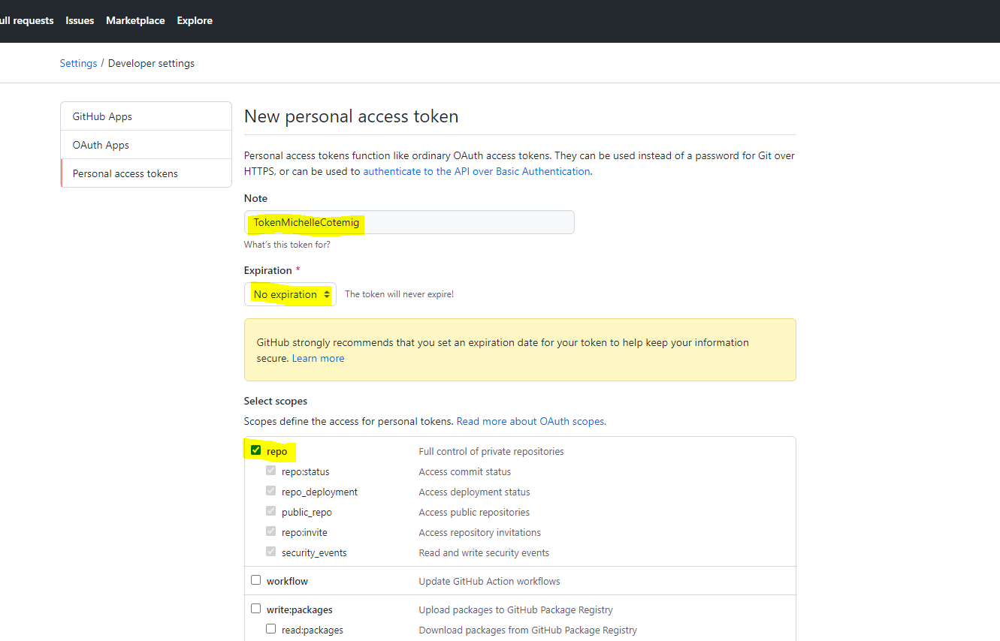 ull requests Issues Marketplace Explore
Settings / Developer settings
GitHub Apps
OAuth Apps
Personal access tokens
New personal access token
Personal access tokens function like ordinary OAuth access tokens. They can be used instead of a password for Git over
HTTPS, or can be used to authenticate to the API over Basic Authentication.
Note
TokenMichelleCotemig
What's this token for?
Expiration *
No expiration The token will never expire!
GitHub strongly recommends that you set an expiration date for your token to help keep your information
secure. Learn more
Select scopes
Scopes define the access for personal tokens. Read more about OAuth scopes.
repo Full control of private repositories
repo:status Access commit status
repo_deployment Access deployment status
public_repo Access public repositories
repo:invite Access repository invitations
security_events Read and write security events
workflow Update GitHub Action workflows
write:packages Upload packages to GitHub Package Registry
read:packages Download packages from GitHub Package Registry